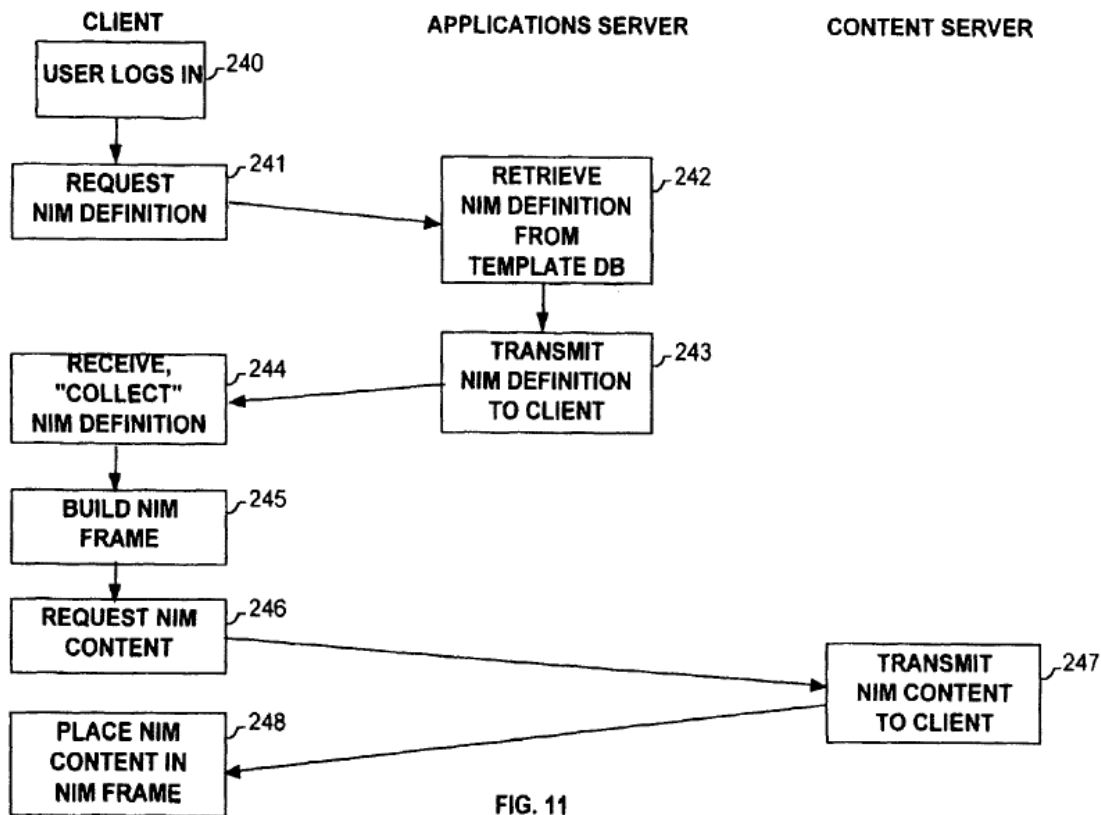 CLIENT
APPLICATIONS SERVER
CONTENT SERVER
USER LOGS IN
240
REQUEST
NIM DEFINITION
241
RETRIEVE
NIM DEFINITION
FROM
TEMPLATE DB
242
TRANSMIT
NIM DEFINITION
TO CLIENT
243
RECEIVE,
"COLLECT"
NIM DEFINITION
244
BUILD NIM
FRAME
245
REQUEST NIM
CONTENT
246
TRANSMIT
NIM CONTENT
TO CLIENT
247
PLACE NIM
CONTENT IN
NIM FRAME
248
FIG. 11